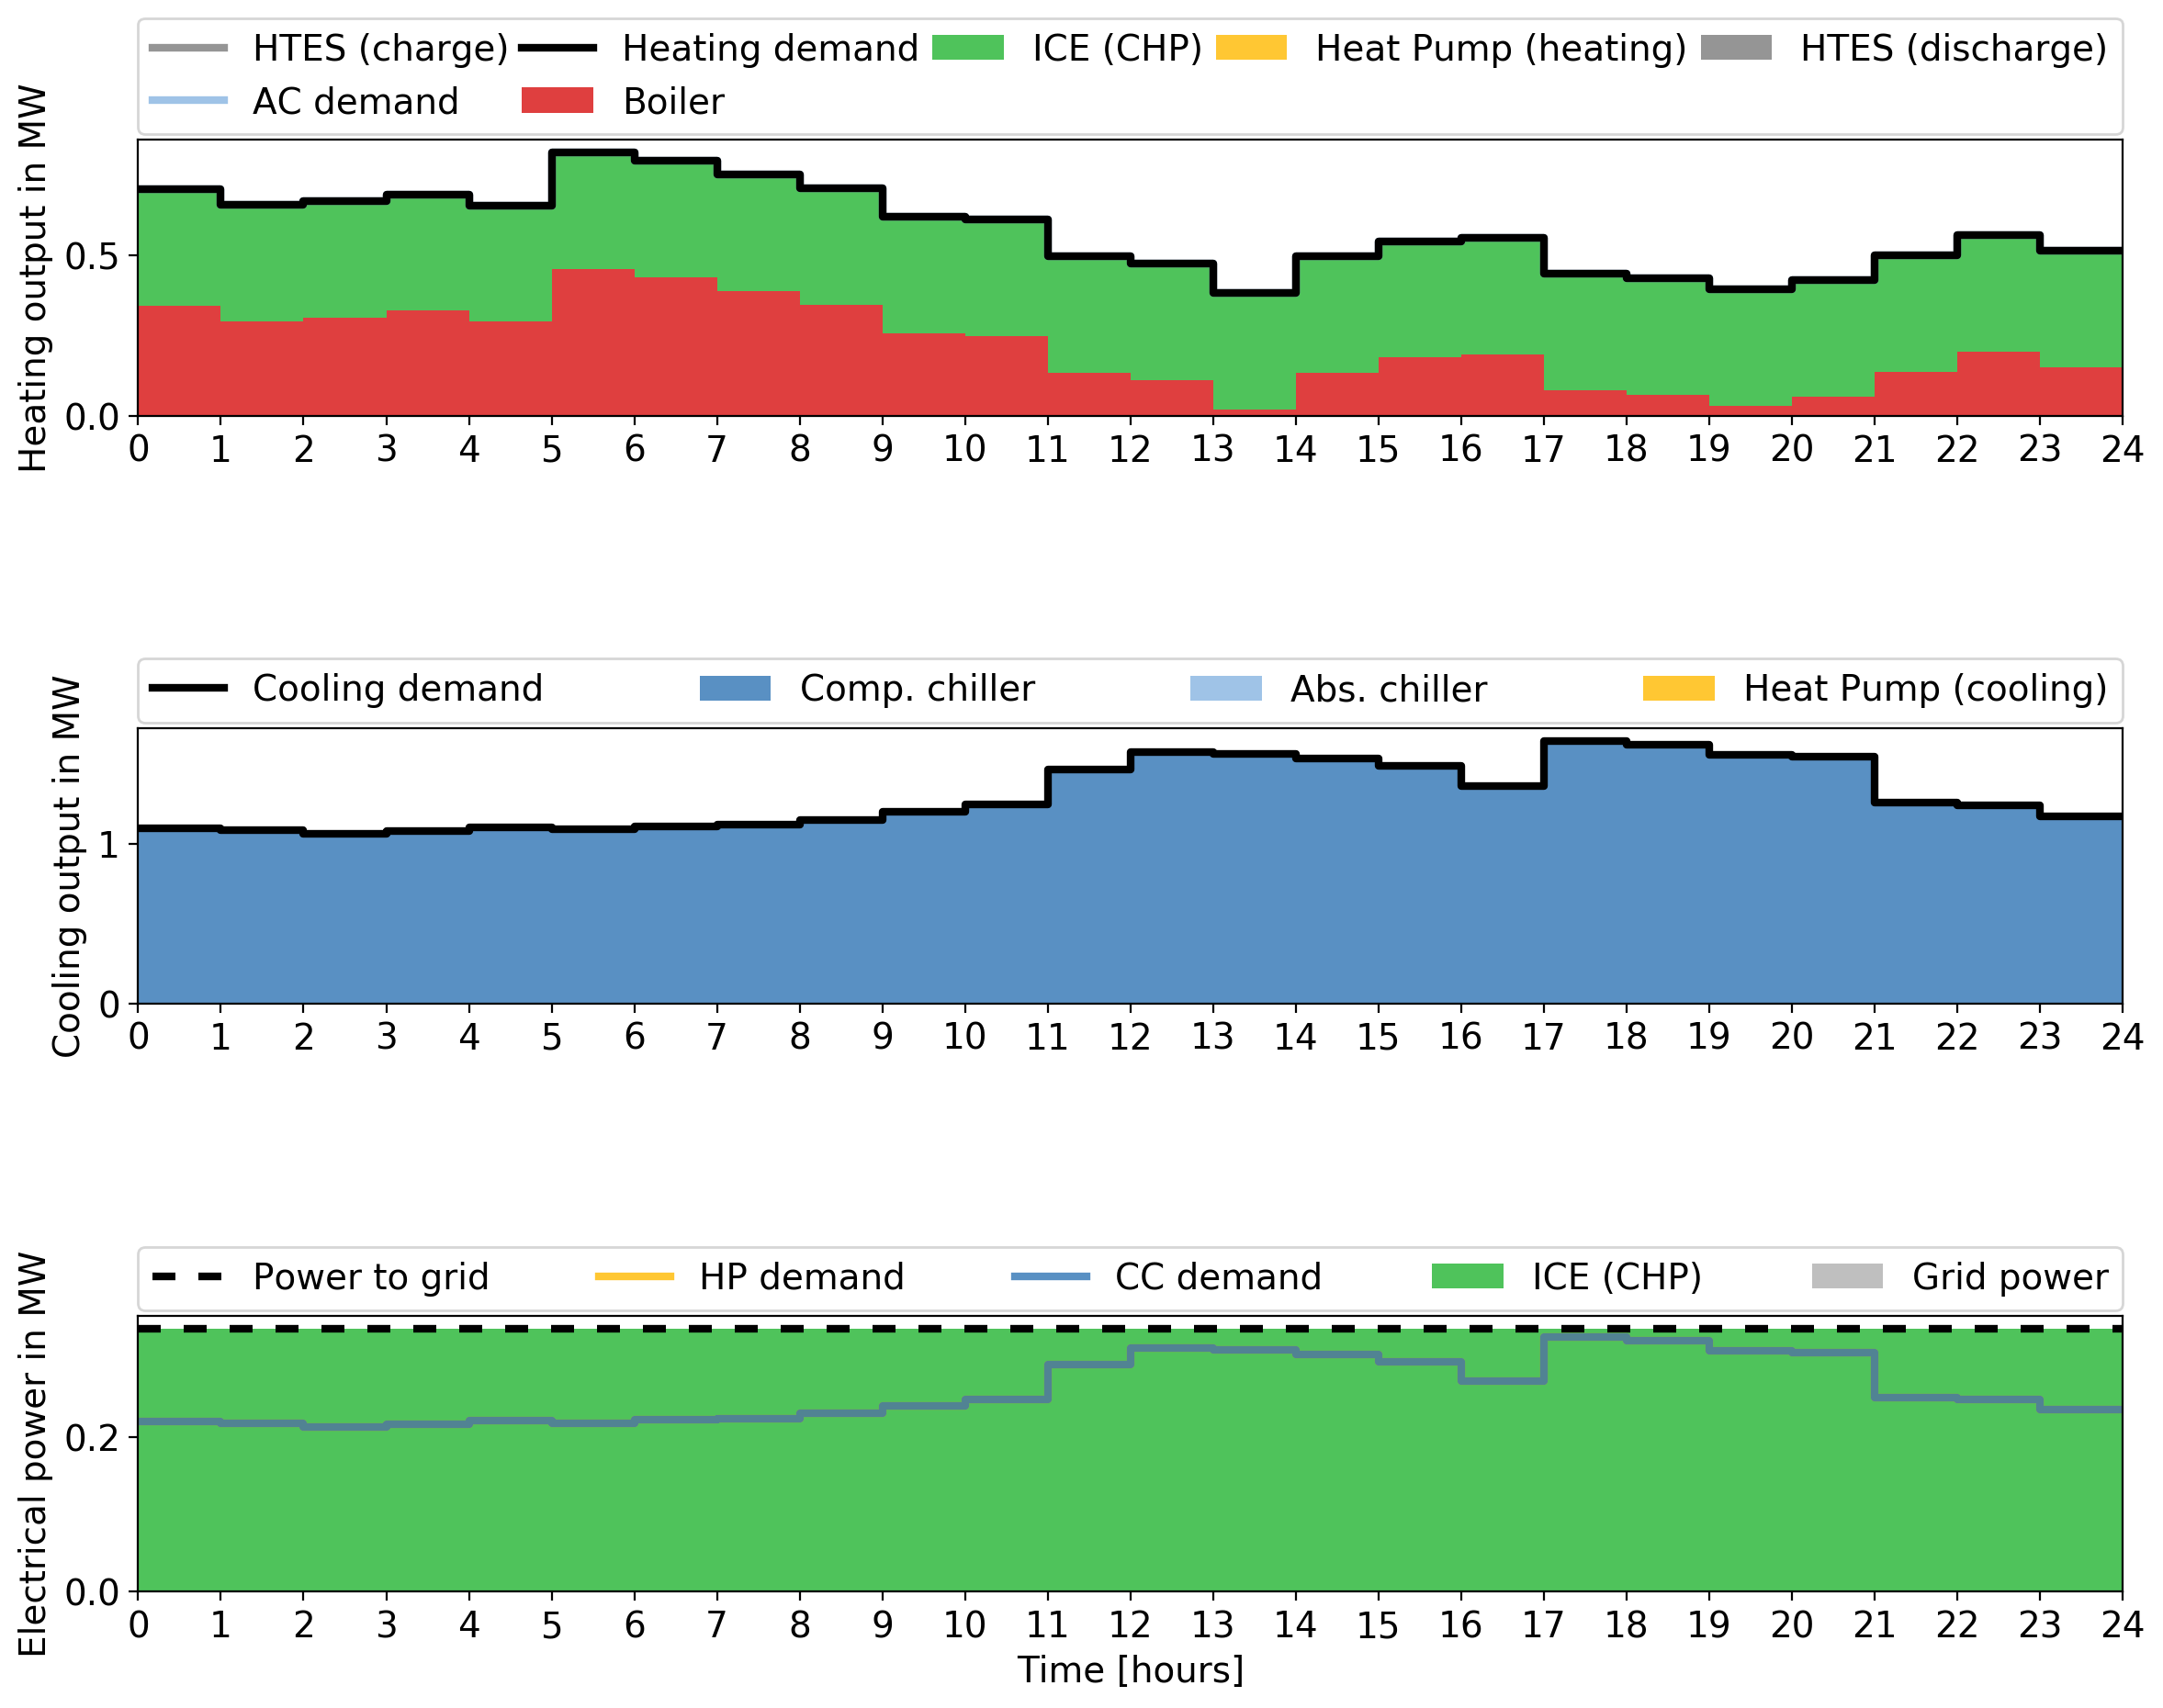 HTES (charge) Heating demand ICE (CHP) Heat Pump (heating) HTES (discharge)
AC demand Boiler
Heating output in MW
0.5
0.0
0 1 2 3 4 5 6 7 8 9 10 11 12 13 14 15 16 17 18 19 20 21 22 23 24
Cooling demand Comp. chiller Abs. chiller Heat Pump (cooling)
Cooling output in MW
1
0
0 1 2 3 4 5 6 7 8 9 10 11 12 13 14 15 16 17 18 19 20 21 22 23 24
Power to grid HP demand CC demand ICE (CHP) Grid power
Electrical power in MW
0.2
0.0
0 1 2 3 4 5 6 7 8 9 10 11 12 13 14 15 16 17 18 19 20 21 22 23 24
Time [hours]